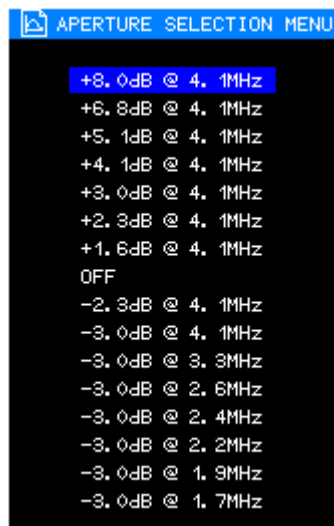 APERTURE SELECTION MENU
+8.0dB @ 4.1MHz
+6.8dB @ 4.1MHz
+5.1dB @ 4.1MHz
+4.1dB @ 4.1MHz
+3.0dB @ 4.1MHz
+2.3dB @ 4.1MHz
+1.6dB @ 4.1MHz
OFF
-2.3dB @ 4.1MHz
-3.0dB @ 4.1MHz
-3.0dB @ 3.3MHz
-3.0dB @ 2.6MHz
-3.0dB @ 2.4MHz
-3.0dB @ 2.2MHz
-3.0dB @ 1.9MHz
-3.0dB @ 1.7MHz